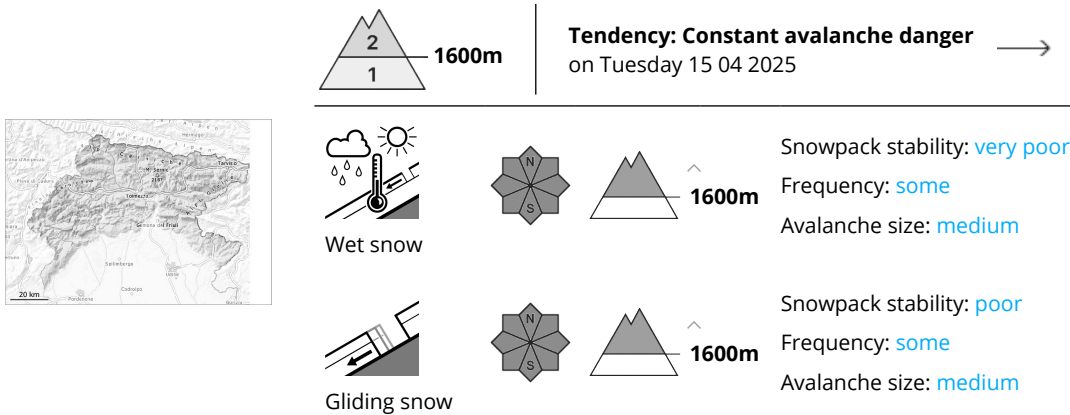 2
1600m
1
Tendency: Constant avalanche danger
on Tuesday 15 04 2025
Tarvisio
Tolmezzo
Gemona del Friuli
Spilimbergo
Udine
Codroipo
Pordenone
Gorizia
20 km
N
S
1600m
Wet snow
Snowpack stability: very poor
Frequency: some
Avalanche size: medium
N
S
1600m
Gliding snow
Snowpack stability: poor
Frequency: some
Avalanche size: medium